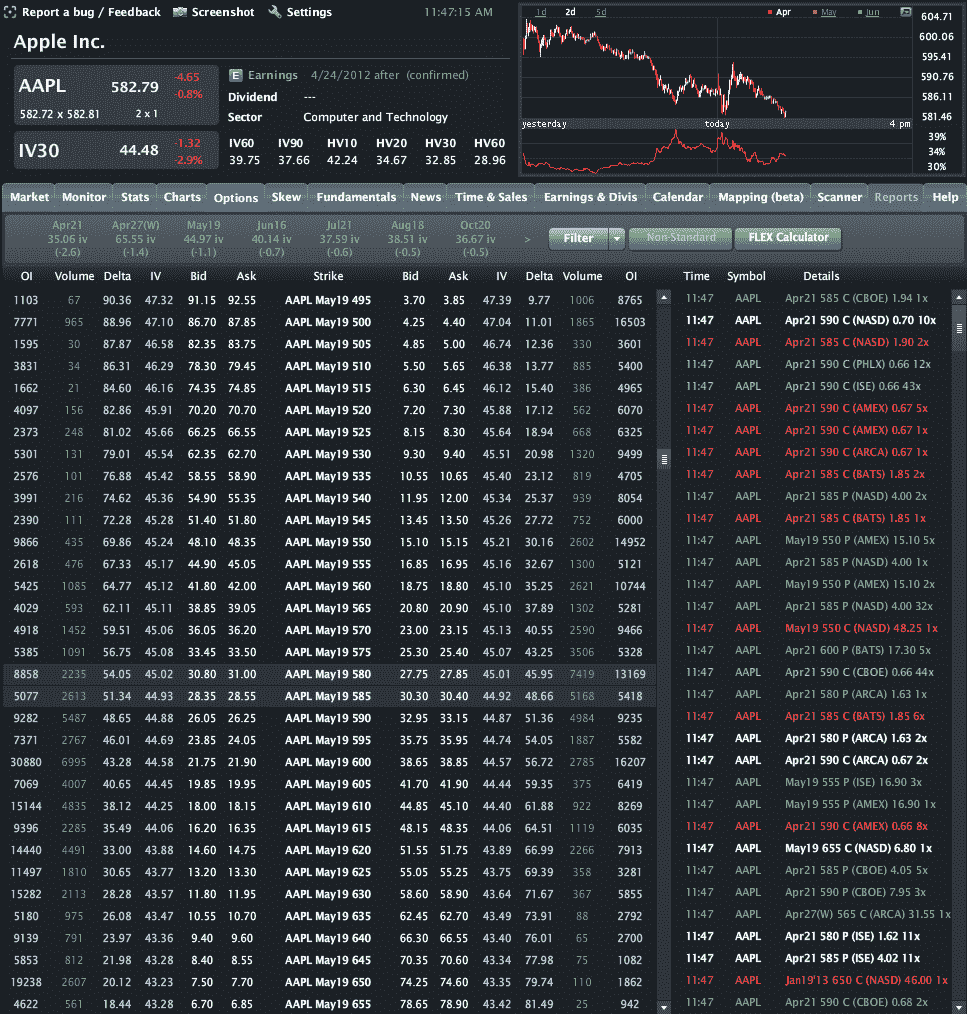 Report a bug / Feedback Screenshot Settings 11:47:15 AM
Apple Inc.
AAPL 582.79 -4.65 -0.8%
582.72 x 582.81 2 x 1
IV30 44.48 -1.32 -2.9%
E Earnings 4/24/2012 after (confirmed)
Dividend ---
Sector Computer and Technology
IV60 IV90 HV10 HV20 HV30 HV60
39.75 37.66 42.24 34.67 32.85 28.96
1d 2d 5d Apr May Jun
604.71
600.06
595.41
590.76
586.11
581.46
yesterday today 4 pm
39%
34%
30%
Market Monitor Stats Charts Options Skew Fundamentals News Time & Sales Earnings & Divis Calendar Mapping (beta) Scanner Reports Help
Apr21 Apr27(W) May19 Jun16 Jul21 Aug18 Oct20
35.06 iv 65.55 iv 44.97 iv 40.14 iv 37.59 iv 38.51 iv 36.67 iv >
(-2.6) (-1.4) (-1.1) (-0.7) (-0.6) (-0.5) (-0.5)
Filter Non-Standard FLEX Calculator
OI Volume Delta IV Bid Ask Strike Bid Ask IV Delta Volume OI
1103 67 90.36 47.32 91.15 92.55 AAPL May19 495 3.70 3.85 47.39 9.77 1006 8765
7771 965 88.96 47.10 86.70 87.85 AAPL May19 500 4.25 4.40 47.04 11.01 1865 16503
1595 30 87.87 46.58 82.35 83.75 AAPL May19 505 4.85 5.00 46.74 12.36 330 3601
3831 34 86.31 46.29 78.30 79.45 AAPL May19 510 5.50 5.65 46.38 13.77 885 5400
1662 21 84.60 46.16 74.35 74.85 AAPL May19 515 6.30 6.45 46.12 15.40 386 4965
4097 156 82.86 45.91 70.20 70.70 AAPL May19 520 7.20 7.30 45.88 17.12 562 6070
2373 248 81.02 45.66 66.25 66.55 AAPL May19 525 8.15 8.30 45.64 18.94 668 6325
5301 131 79.01 45.54 62.35 62.70 AAPL May19 530 9.30 9.40 45.51 20.98 1320 9499
2576 101 76.88 45.42 58.55 58.90 AAPL May19 535 10.55 10.65 45.40 23.12 819 4705
3991 216 74.62 45.36 54.90 55.35 AAPL May19 540 11.95 12.00 45.34 25.37 939 8054
2390 111 72.28 45.28 51.40 51.80 AAPL May19 545 13.45 13.50 45.26 27.72 752 6000
9866 435 69.86 45.24 48.10 48.35 AAPL May19 550 15.10 15.15 45.21 30.16 2602 14952
2618 476 67.33 45.17 44.90 45.05 AAPL May19 555 16.85 16.95 45.16 32.67 1300 5121
5425 1085 64.77 45.12 41.80 42.00 AAPL May19 560 18.75 18.80 45.10 35.25 2621 10744
4029 593 62.11 45.11 38.85 39.05 AAPL May19 565 20.80 20.90 45.10 37.89 1302 5281
4918 1452 59.51 45.06 36.05 36.20 AAPL May19 570 23.00 23.15 45.13 40.55 2590 9466
5385 1091 56.75 45.08 33.45 33.50 AAPL May19 575 25.30 25.40 45.07 43.25 3506 5328
8858 2235 54.05 45.02 30.80 31.00 AAPL May19 580 27.75 27.85 45.01 45.95 7419 13169
5077 2613 51.34 44.93 28.35 28.55 AAPL May19 585 30.30 30.40 44.92 48.66 5168 5418
9282 5487 48.65 44.88 26.05 26.25 AAPL May19 590 32.95 33.15 44.87 51.36 4984 9235
7371 2767 46.01 44.69 23.85 24.05 AAPL May19 595 35.75 35.95 44.74 54.05 1887 5582
30880 6995 43.28 44.58 21.75 21.90 AAPL May19 600 38.65 38.85 44.57 56.72 2785 16207
7069 4007 40.65 44.45 19.85 19.95 AAPL May19 605 41.70 41.90 44.44 59.35 375 6419
15144 4835 38.12 44.25 18.00 18.15 AAPL May19 610 44.85 45.10 44.40 61.88 922 8269
9396 2285 35.49 44.06 16.20 16.35 AAPL May19 615 48.15 48.35 44.06 64.51 1119 6035
14440 4491 33.00 43.88 14.60 14.75 AAPL May19 620 51.55 51.75 43.89 66.99 2266 7913
11497 1810 30.65 43.77 13.20 13.30 AAPL May19 625 55.05 55.25 43.75 69.39 358 3281
15282 2113 28.28 43.57 11.80 11.95 AAPL May19 630 58.60 58.90 43.64 71.67 367 5855
5180 975 26.08 43.47 10.55 10.70 AAPL May19 635 62.45 62.70 43.49 73.91 88 2792
9139 791 23.97 43.36 9.40 9.60 AAPL May19 640 66.30 66.55 43.40 76.01 65 2700
5853 812 21.98 43.28 8.40 8.55 AAPL May19 645 70.35 70.60 43.34 77.98 75 1082
19238 2607 20.12 43.23 7.50 7.70 AAPL May19 650 74.25 74.60 43.35 79.74 110 1862
4622 561 18.44 43.28 6.70 6.85 AAPL May19 655 78.65 78.90 43.42 81.49 25 942
Time Symbol Details
11:47 AAPL Apr21 585 C (CBOE) 1.94 1x
11:47 AAPL Apr21 590 C (NASD) 0.70 10x
11:47 AAPL Apr21 585 C (NASD) 1.90 2x
11:47 AAPL Apr21 590 C (PHLX) 0.66 12x
11:47 AAPL Apr21 590 C (ISE) 0.66 43x
11:47 AAPL Apr21 590 C (AMEX) 0.67 5x
11:47 AAPL Apr21 590 C (AMEX) 0.67 1x
11:47 AAPL Apr21 590 C (ARCA) 0.67 1x
11:47 AAPL Apr21 585 C (BATS) 1.85 2x
11:47 AAPL Apr21 585 P (NASD) 4.00 2x
11:47 AAPL Apr21 585 C (BATS) 1.85 1x
11:47 AAPL May19 550 P (AMEX) 15.10 5x
11:47 AAPL Apr21 585 P (NASD) 4.00 1x
11:47 AAPL May19 550 P (AMEX) 15.10 2x
11:47 AAPL Apr21 585 P (NASD) 4.00 32x
11:47 AAPL May19 550 C (NASD) 48.25 1x
11:47 AAPL Apr21 600 P (BATS) 17.30 5x
11:47 AAPL Apr21 590 C (CBOE) 0.66 44x
11:47 AAPL Apr21 580 P (ARCA) 1.63 1x
11:47 AAPL Apr21 585 C (BATS) 1.85 6x
11:47 AAPL Apr21 580 P (ARCA) 1.63 2x
11:47 AAPL Apr21 590 C (ARCA) 0.67 2x
11:47 AAPL May19 555 P (ISE) 16.90 3x
11:47 AAPL May19 555 P (AMEX) 16.90 1x
11:47 AAPL Apr21 590 C (AMEX) 0.66 8x
11:47 AAPL May19 655 C (NASD) 6.80 1x
11:47 AAPL Apr21 585 P (CBOE) 4.05 5x
11:47 AAPL Apr21 590 P (CBOE) 7.95 3x
11:47 AAPL Apr27(W) 565 C (ARCA) 31.55 1x
11:47 AAPL Apr21 580 P (ISE) 1.62 11x
11:47 AAPL Apr21 585 P (ISE) 4.02 11x
11:47 AAPL Jan19'13 650 C (NASD) 46.00 1x
11:47 AAPL Apr21 590 C (CBOE) 0.68 2x